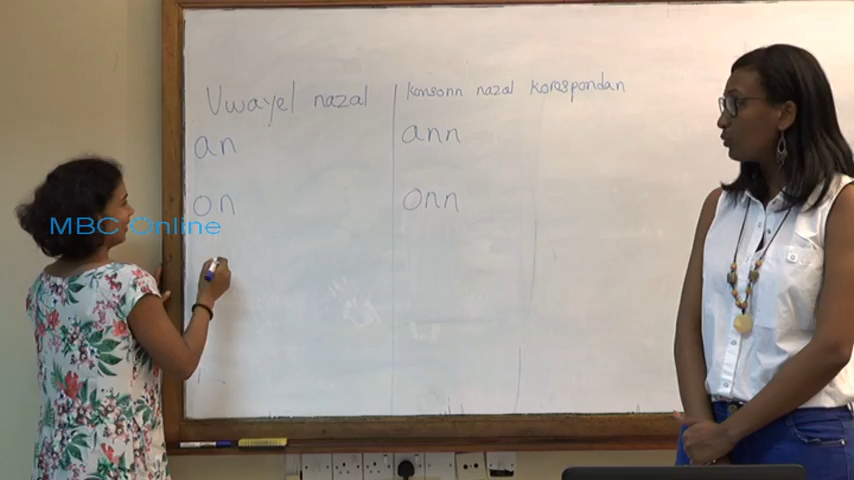 Vwayel nazal
konsonn nazal korespondan
an
ann
on
onn
MBC Online